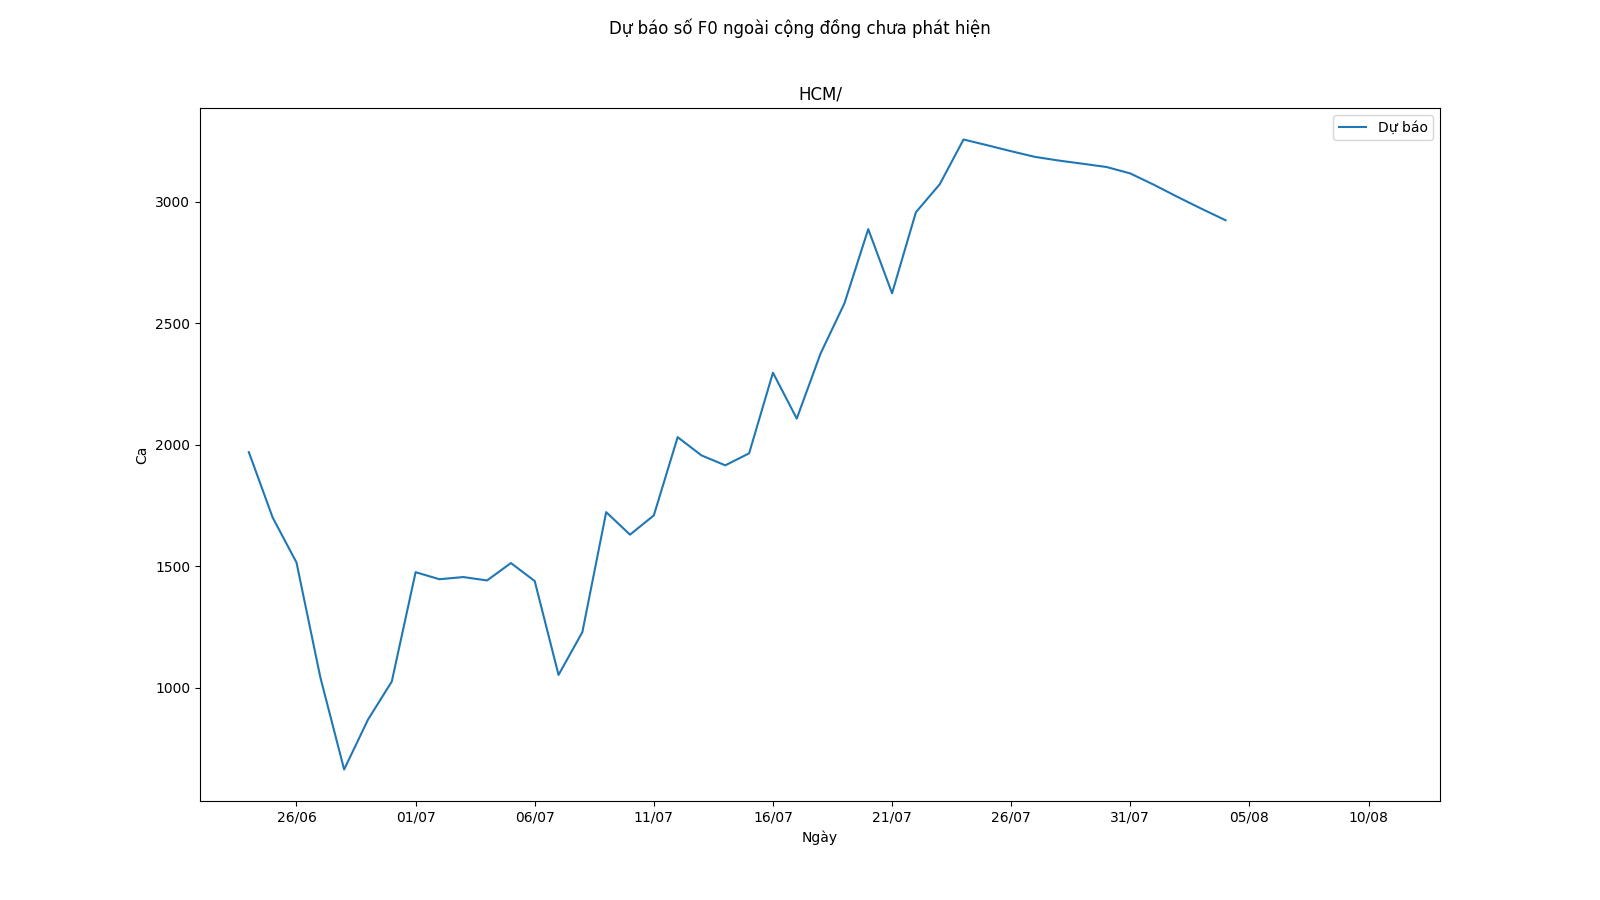 Dự báo số F0 ngoài cộng đồng chưa phát hiện
HCM/
Dự báo
3000
2500
2000
1500
1000
Ca
26/06 01/07 06/07 11/07 16/07 21/07 26/07 31/07 05/08 10/08
Ngày